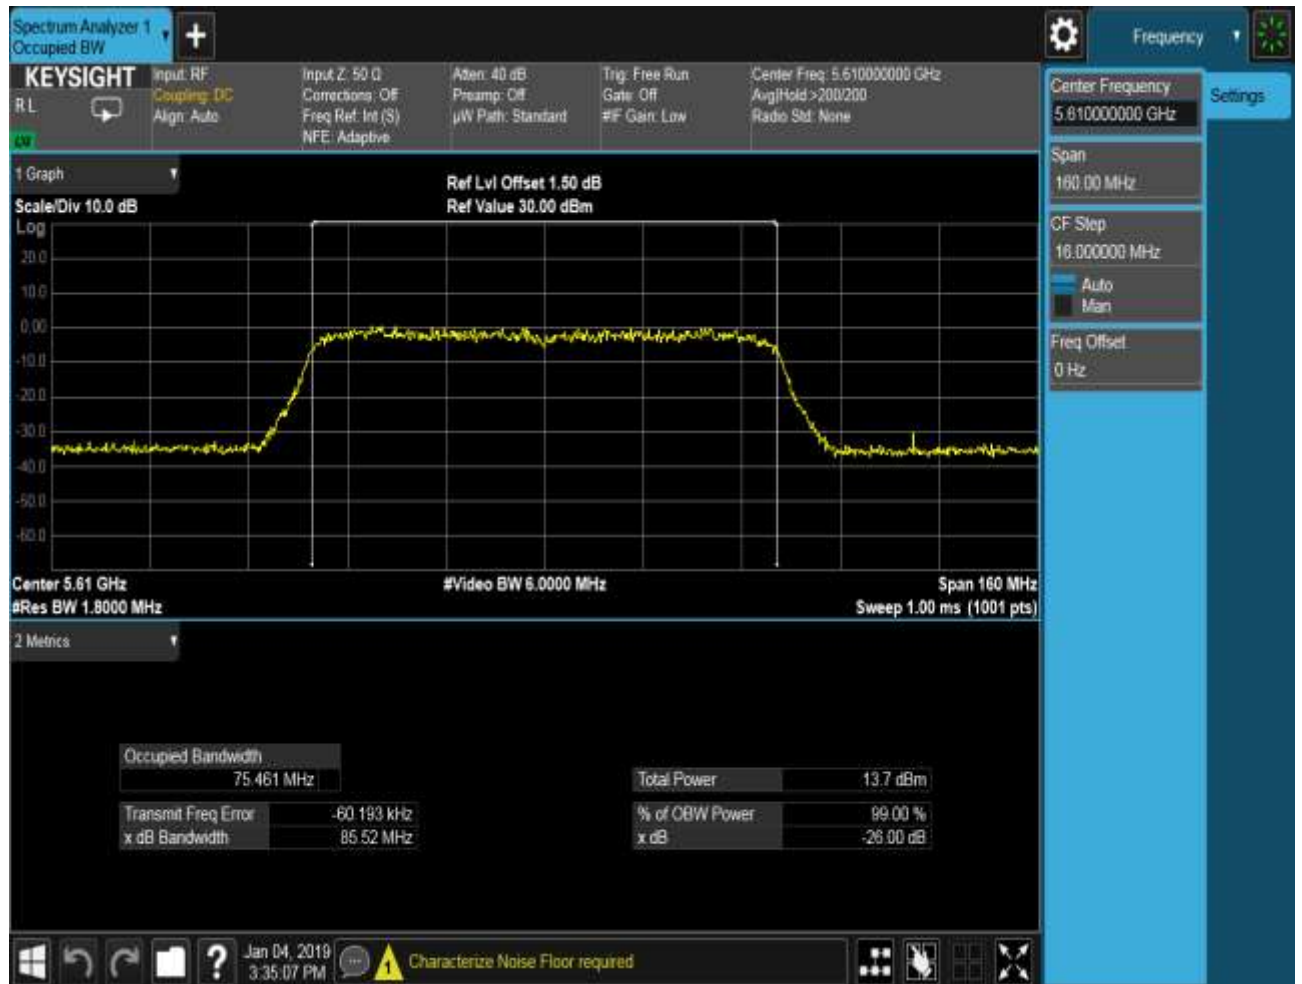 Spectrum Analyzer 1
Occupied BW
Frequency
KEYSIGHT
R L
Input: RF
Coupling: DC
Align: Auto
Input Z: 50 Ω
Corrections: Off
Freq Ref: Int (S)
NFE: Adaptive
Atten: 40 dB
Preamp: Off
µW Path: Standard
Trig: Free Run
Gate: Off
#IF Gain: Low
Center Freq: 5.610000000 GHz
Avg|Hold:>200/200
Radio Std: None
Center Frequency
5.610000000 GHz
Settings
Span
160.00 MHz
CF Step
16.000000 MHz
Auto
Man
Freq Offset
0 Hz
1 Graph
Scale/Div 10.0 dB
Ref Lvl Offset 1.50 dB
Ref Value 30.00 dBm
Log
20.0
10.0
0.00
-10.0
-20.0
-30.0
-40.0
-50.0
-60.0
Center 5.61 GHz
#Video BW 6.0000 MHz
Span 160 MHz
#Res BW 1.8000 MHz
Sweep 1.00 ms (1001 pts)
2 Metrics
Occupied Bandwidth
75.461 MHz
Total Power 13.7 dBm
Transmit Freq Error -60.193 kHz
% of OBW Power 99.00 %
x dB Bandwidth 85.52 MHz
x dB -26.00 dB
Jan 04, 2019
3:35:07 PM
Characterize Noise Floor required